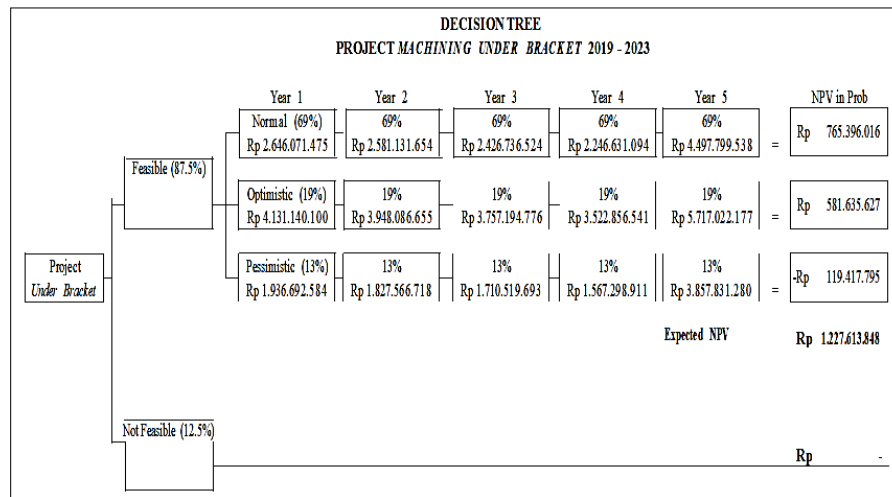 DECISION TREE
PROJECT MACHINING UNDER BRACKET 2019 - 2023
Year 1 Year 2 Year 3 Year 4 Year 5 NPV in Prob
Normal (69%) 69% 69% 69% 69%
Rp 2.646.071.475 Rp 2.581.131.654 Rp 2.426.736.524 Rp 2.246.631.094 Rp 4.497.799.538 = Rp 765.396.016
Feasible (87.5%)
Optimistic (19%) 19% 19% 19% 19%
Rp 4.131.140.100 Rp 3.948.086.655 Rp 3.757.194.776 Rp 3.522.856.541 Rp 5.717.022.177 = Rp 581.635.627
Project
Under Bracket
Pessimistic (13%) 13% 13% 13% 13%
Rp 1.936.692.584 Rp 1.827.566.718 Rp 1.710.519.693 Rp 1.567.298.911 Rp 3.857.831.280 = -Rp 119.417.795
Expected NPV Rp 1.227.613.848
Not Feasible (12.5%)
Rp -